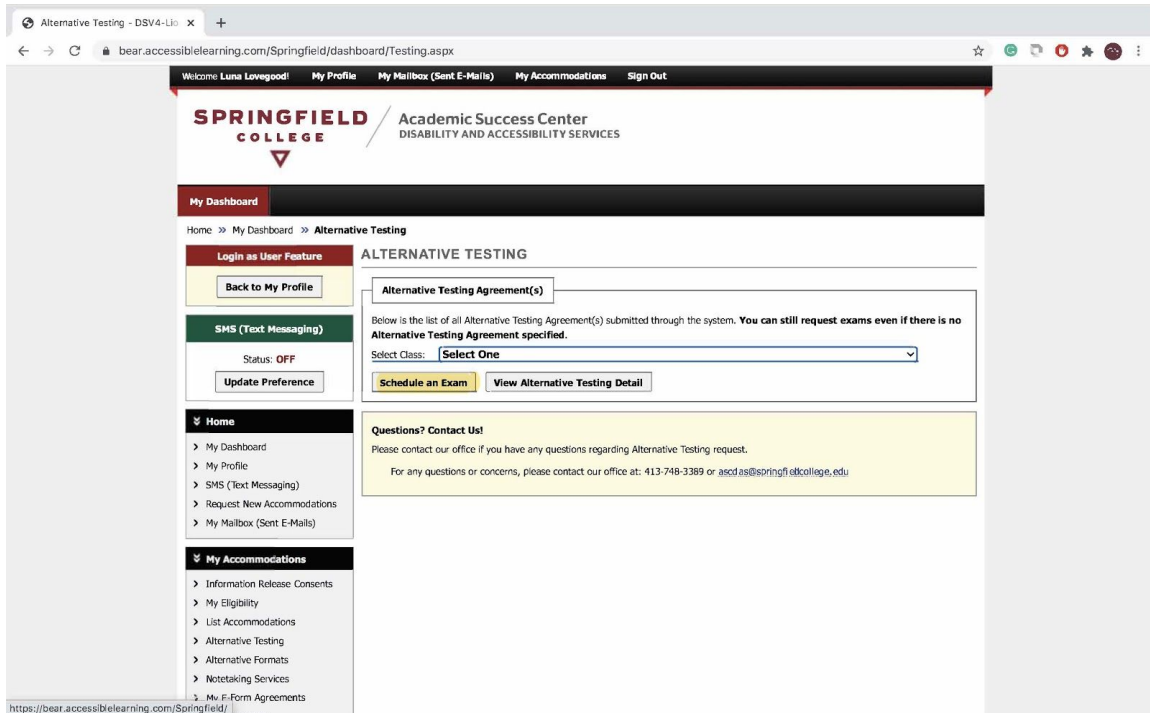 Alternative Testing - DSV4-Lio
bear.accessiblelearning.com/Springfield/dashboard/Testing.aspx
Welcome Luna Lovegood! My Profile My Mailbox (Sent E-Mails) My Accommodations Sign Out
SPRINGFIELD
COLLEGE
Academic Success Center
DISABILITY AND ACCESSIBILITY SERVICES
My Dashboard
Home » My Dashboard » Alternative Testing
Login as User Feature
Back to My Profile
SMS (Text Messaging)
Status: OFF
Update Preference
Home
My Dashboard
My Profile
SMS (Text Messaging)
Request New Accommodations
My Mailbox (Sent E-Mails)
My Accommodations
Information Release Consents
My Eligibility
List Accommodations
Alternative Testing
Alternative Formats
Notetaking Services
My E-Form Agreements
ALTERNATIVE TESTING
Alternative Testing Agreement(s)
Below is the list of all Alternative Testing Agreement(s) submitted through the system. You can still request exams even if there is no
Alternative Testing Agreement specified.
Select Class: Select One
Schedule an Exam View Alternative Testing Detail
Questions? Contact Us!
Please contact our office if you have any questions regarding Alternative Testing request.
For any questions or concerns, please contact our office at: 413-748-3389 or ascdas@springfieldcollege.edu
https://bear.accessiblelearning.com/Springfield/